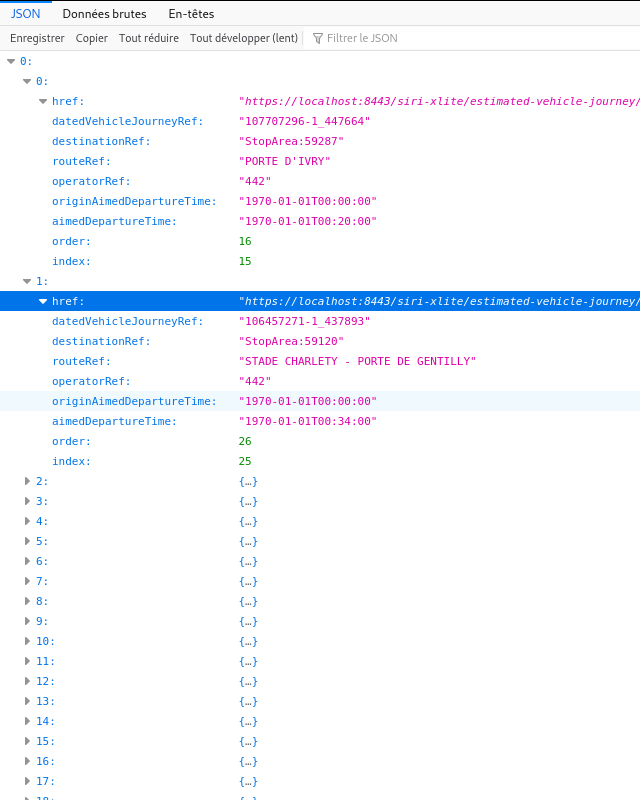 JSON Données brutes En-têtes
Enregistrer Copier Tout réduire Tout développer (lent) Filtrer le JSON
0:
0:
href: "https://localhost:8443/siri-xlite/estimated-vehicle-journey/
datedVehicleJourneyRef: "107707296-1_447664"
destinationRef: "StopArea:59287"
routeRef: "PORTE D'IVRY"
operatorRef: "442"
originAimedDepartureTime: "1970-01-01T00:00:00"
aimedDepartureTime: "1970-01-01T00:20:00"
order: 16
index: 15
1:
href: "https://localhost:8443/siri-xlite/estimated-vehicle-journey/
datedVehicleJourneyRef: "106457271-1_437893"
destinationRef: "StopArea:59120"
routeRef: "STADE CHARLETY - PORTE DE GENTILLY"
operatorRef: "442"
originAimedDepartureTime: "1970-01-01T00:00:00"
aimedDepartureTime: "1970-01-01T00:34:00"
order: 26
index: 25
2: {…}
3: {…}
4: {…}
5: {…}
6: {…}
7: {…}
8: {…}
9: {…}
10: {…}
11: {…}
12: {…}
13: {…}
14: {…}
15: {…}
16: {…}
17: {…}